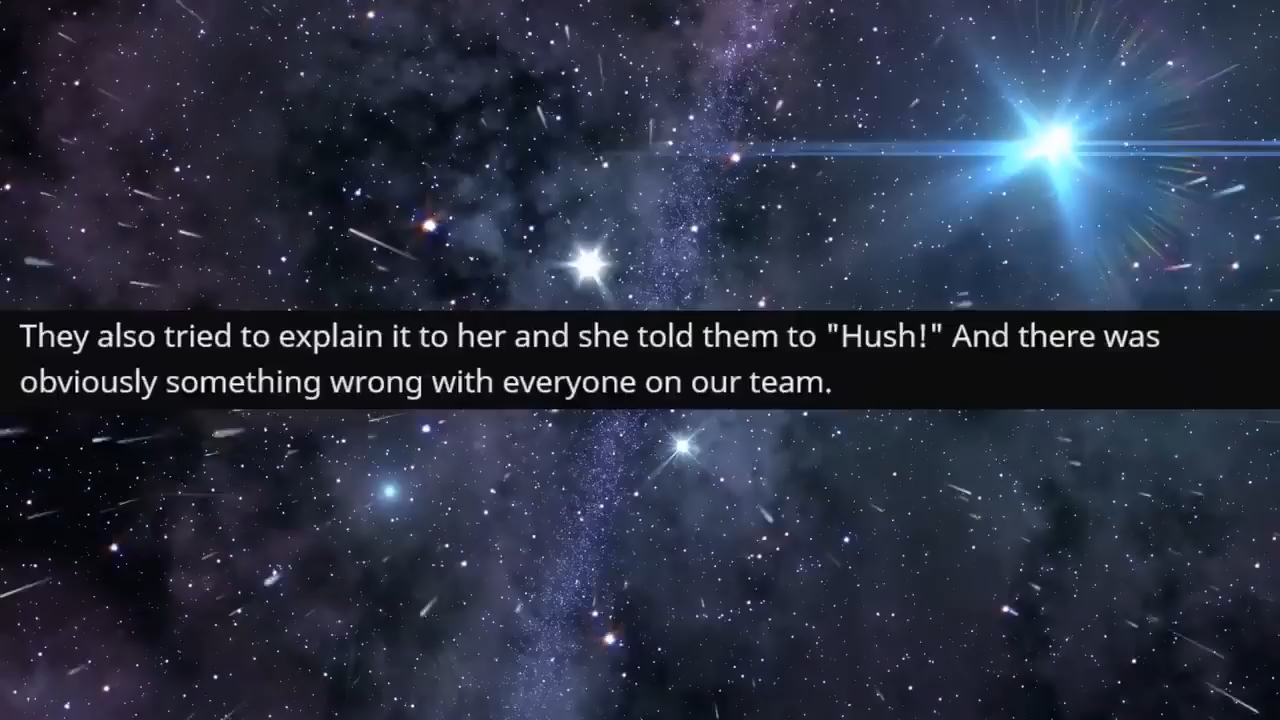 They also tried to explain it to her and she told them to "Hush!" And there was
obviously something wrong with everyone on our team.